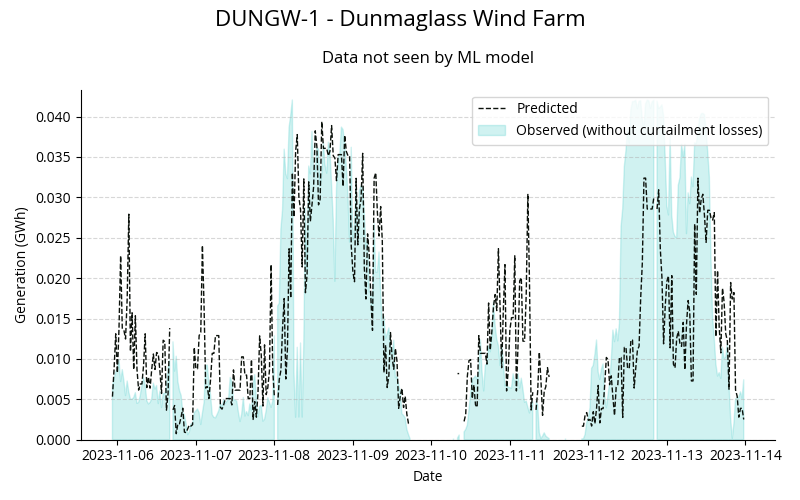 DUNGW-1 - Dunmaglass Wind Farm
Data not seen by ML model
Predicted
Observed (without curtailment losses)
Generation (GWh)
0.040
0.035
0.030
0.025
0.020
0.015
0.010
0.005
0.000
2023-11-06 2023-11-07 2023-11-08 2023-11-09 2023-11-10 2023-11-11 2023-11-12 2023-11-13 2023-11-14
Date